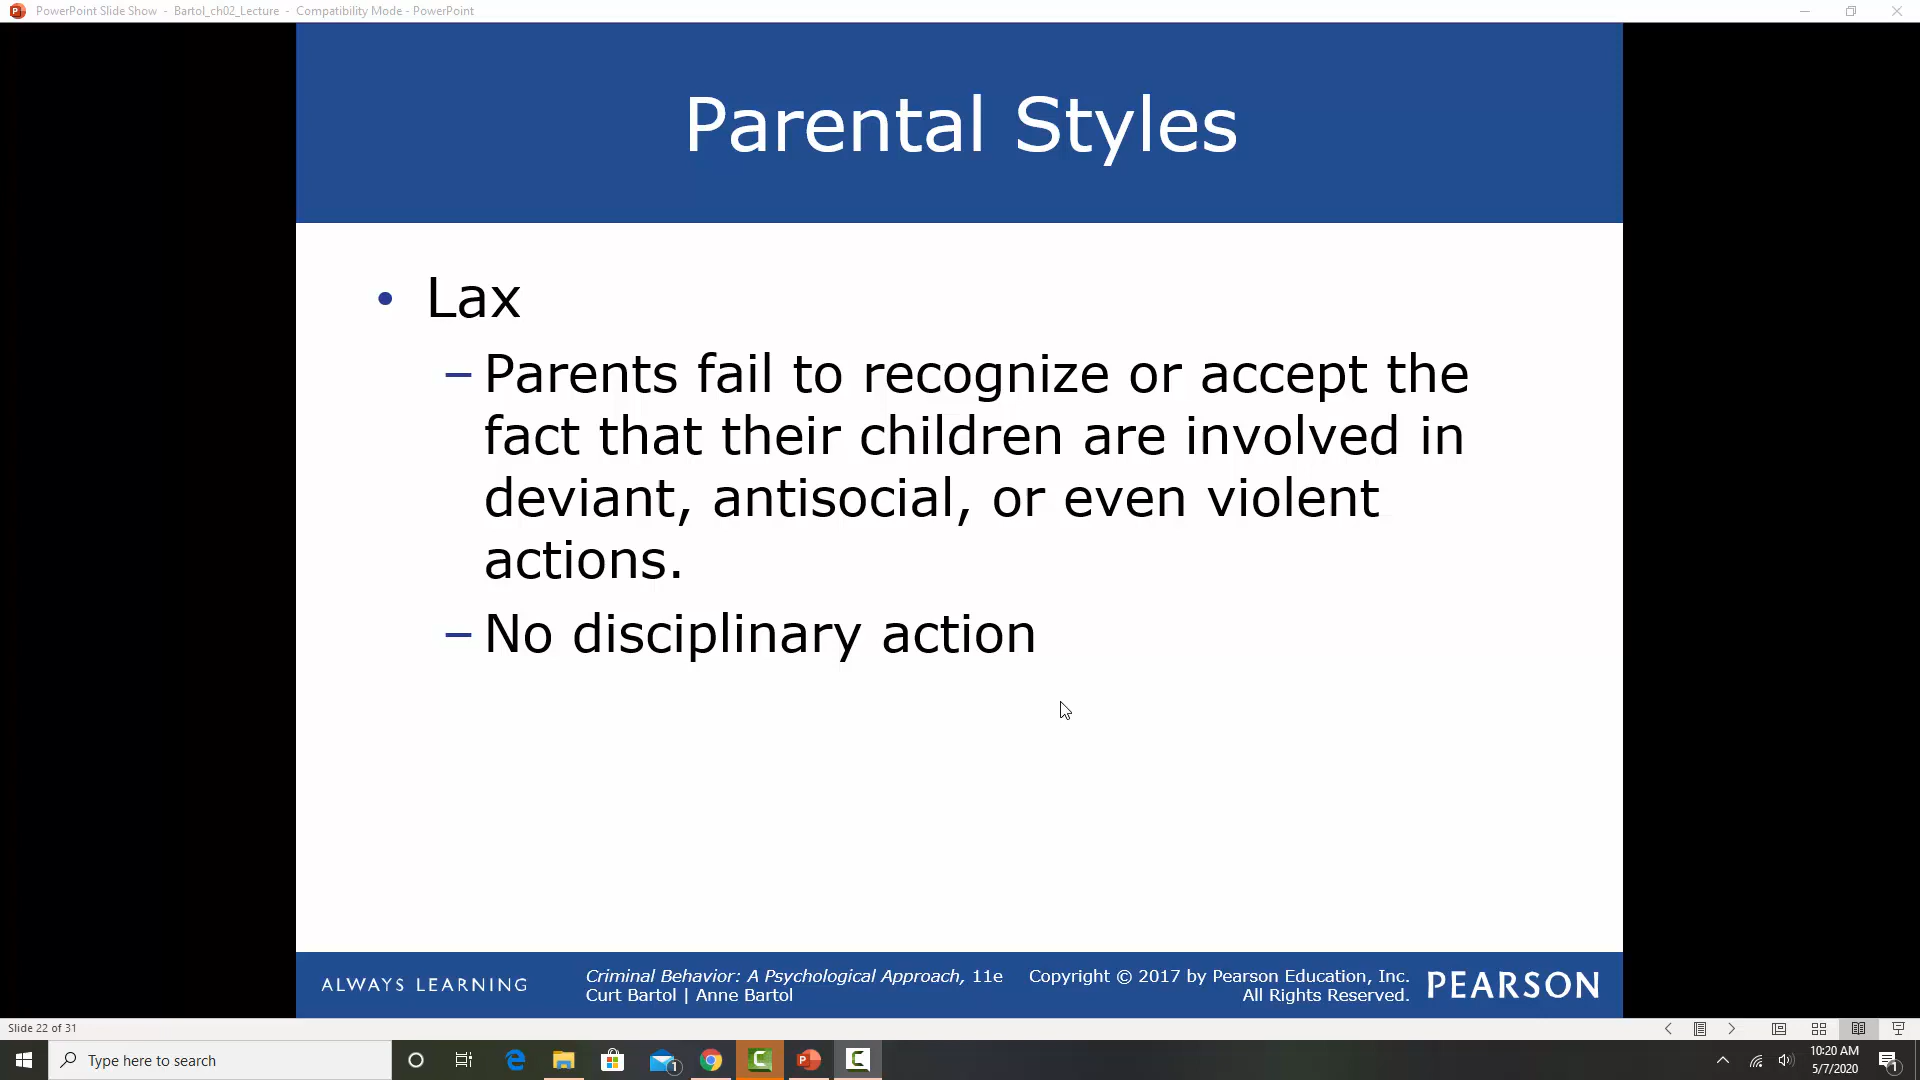 PowerPoint Slide Show - Bartol_ch02_Lecture - Compatibility Mode - PowerPoint
Parental Styles
• Lax
– Parents fail to recognize or accept the
fact that their children are involved in
deviant, antisocial, or even violent
actions.
– No disciplinary action
ALWAYS LEARNING
Criminal Behavior: A Psychological Approach, 11e
Curt Bartol | Anne Bartol
Copyright © 2017 by Pearson Education, Inc.
All Rights Reserved.
PEARSON
Slide 22 of 31
Type here to search
1
10:20 AM
5/7/2020
1